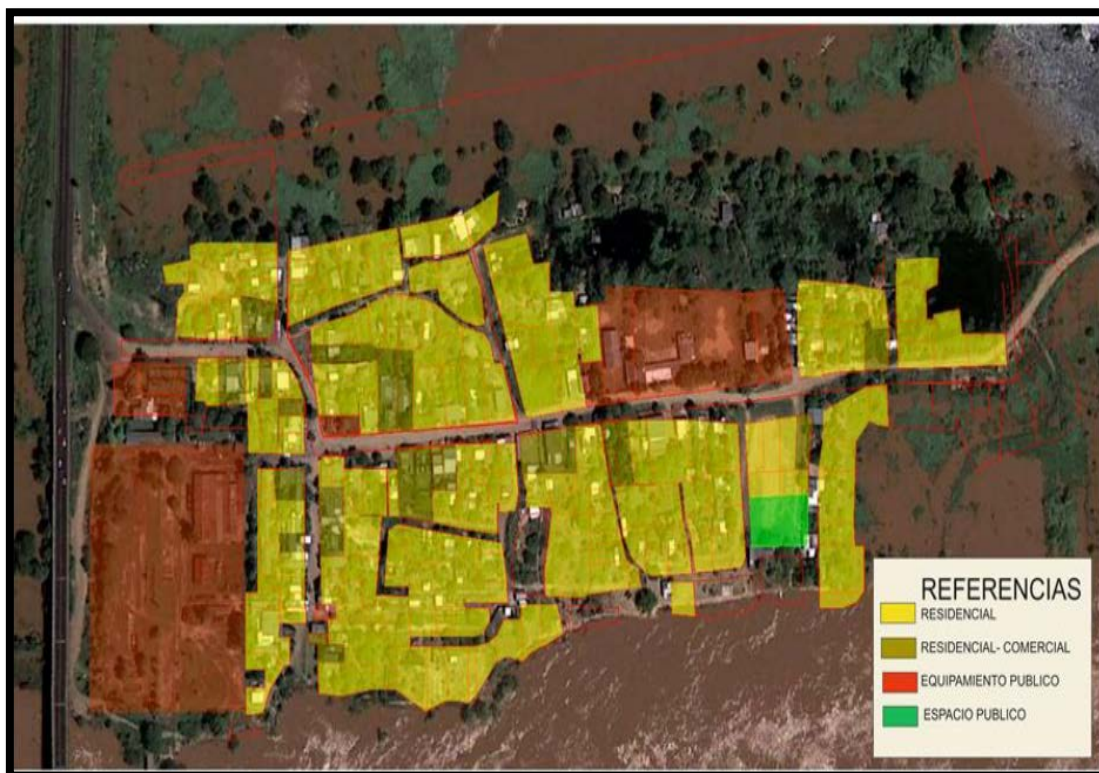 REFERENCIAS
RESIDENCIAL
RESIDENCIAL- COMERCIAL
EQUIPAMIENTO PUBLICO
ESPACIO PUBLICO